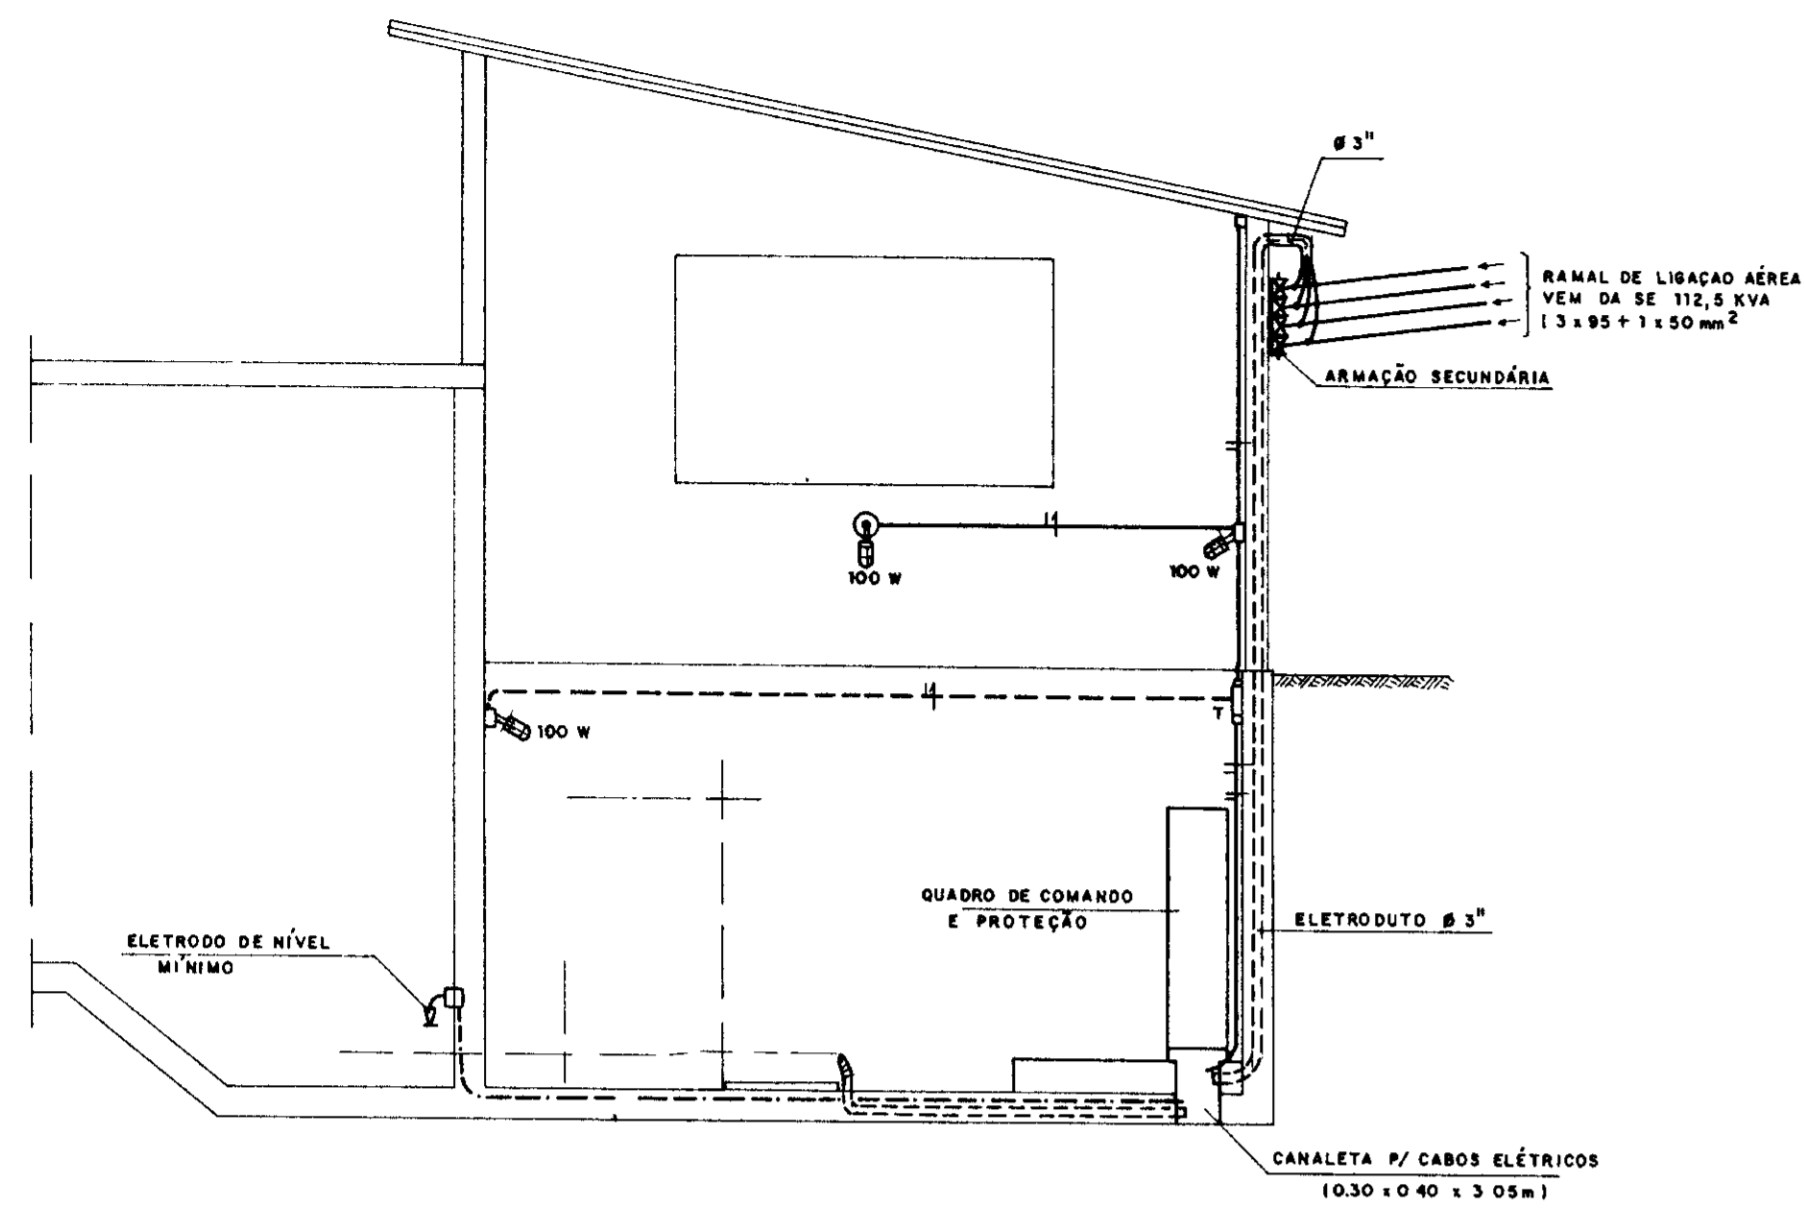 Ø 3"
RAMAL DE LIGAÇAO AÉREA
VEM DA SE 112,5 KVA
( 3 x 95 + 1 x 50 mm²
ARMAÇÃO SECUNDÁRIA
100 W
100 W
T
100 W
QUADRO DE COMANDO
E PROTEÇÃO
ELETRODUTO Ø 3"
ELETRODO DE NÍVEL
MÍNIMO
CANALETA P/ CABOS ELÉTRICOS
(0.30 x 0 40 x 3 05m)